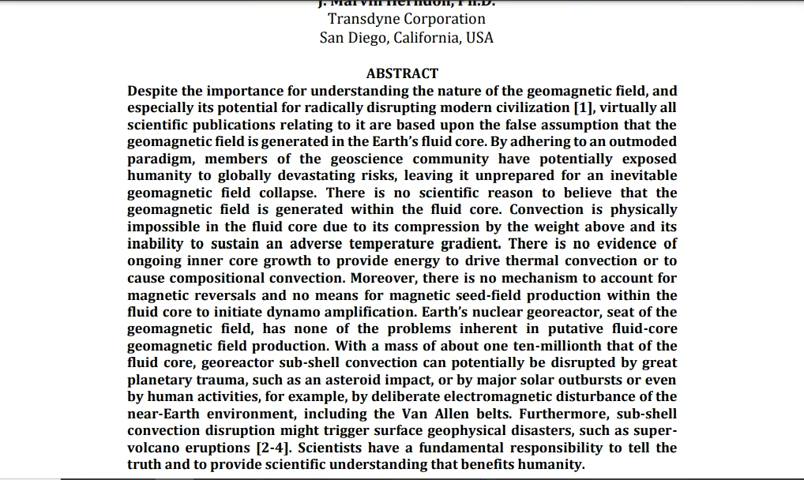 J. Marvin Herndon, Ph.D.
Transdyne Corporation
San Diego, California, USA
ABSTRACT
Despite the importance for understanding the nature of the geomagnetic field, and
especially its potential for radically disrupting modern civilization [1], virtually all
scientific publications relating to it are based upon the false assumption that the
geomagnetic field is generated in the Earth's fluid core. By adhering to an outmoded
paradigm, members of the geoscience community have potentially exposed
humanity to globally devastating risks, leaving it unprepared for an inevitable
geomagnetic field collapse. There is no scientific reason to believe that the
geomagnetic field is generated within the fluid core. Convection is physically
impossible in the fluid core due to its compression by the weight above and its
inability to sustain an adverse temperature gradient. There is no evidence of
ongoing inner core growth to provide energy to drive thermal convection or to
cause compositional convection. Moreover, there is no mechanism to account for
magnetic reversals and no means for magnetic seed-field production within the
fluid core to initiate dynamo amplification. Earth's nuclear georeactor, seat of the
geomagnetic field, has none of the problems inherent in putative fluid-core
geomagnetic field production. With a mass of about one ten-millionth that of the
fluid core, georeactor sub-shell convection can potentially be disrupted by great
planetary trauma, such as an asteroid impact, or by major solar outbursts or even
by human activities, for example, by deliberate electromagnetic disturbance of the
near-Earth environment, including the Van Allen belts. Furthermore, sub-shell
convection disruption might trigger surface geophysical disasters, such as super-
volcano eruptions [2-4]. Scientists have a fundamental responsibility to tell the
truth and to provide scientific understanding that benefits humanity.